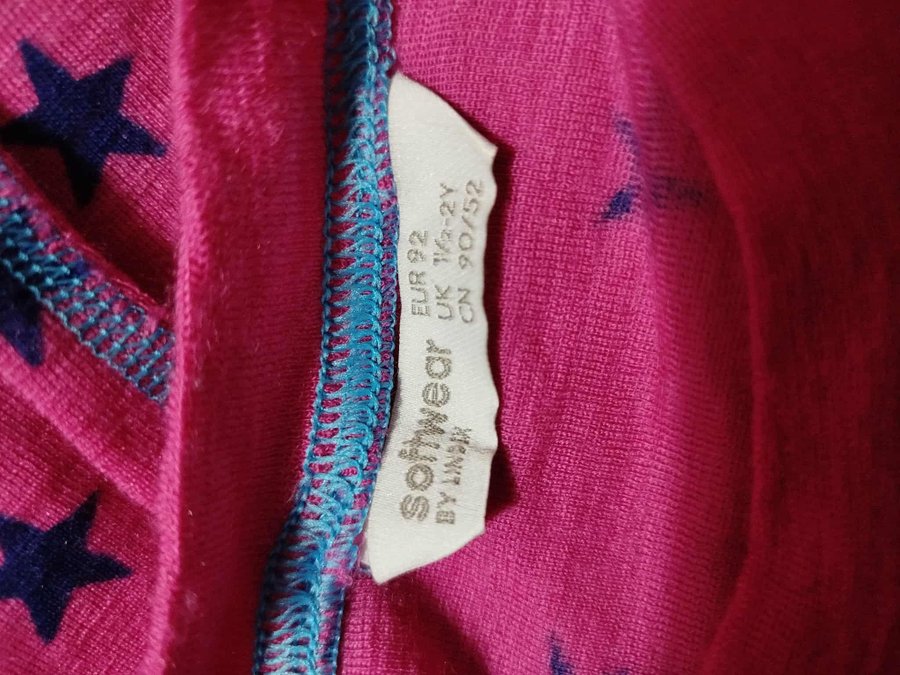 softwear
BY LINDEX
EUR 92
UK 1½-2Y
CN 90/52